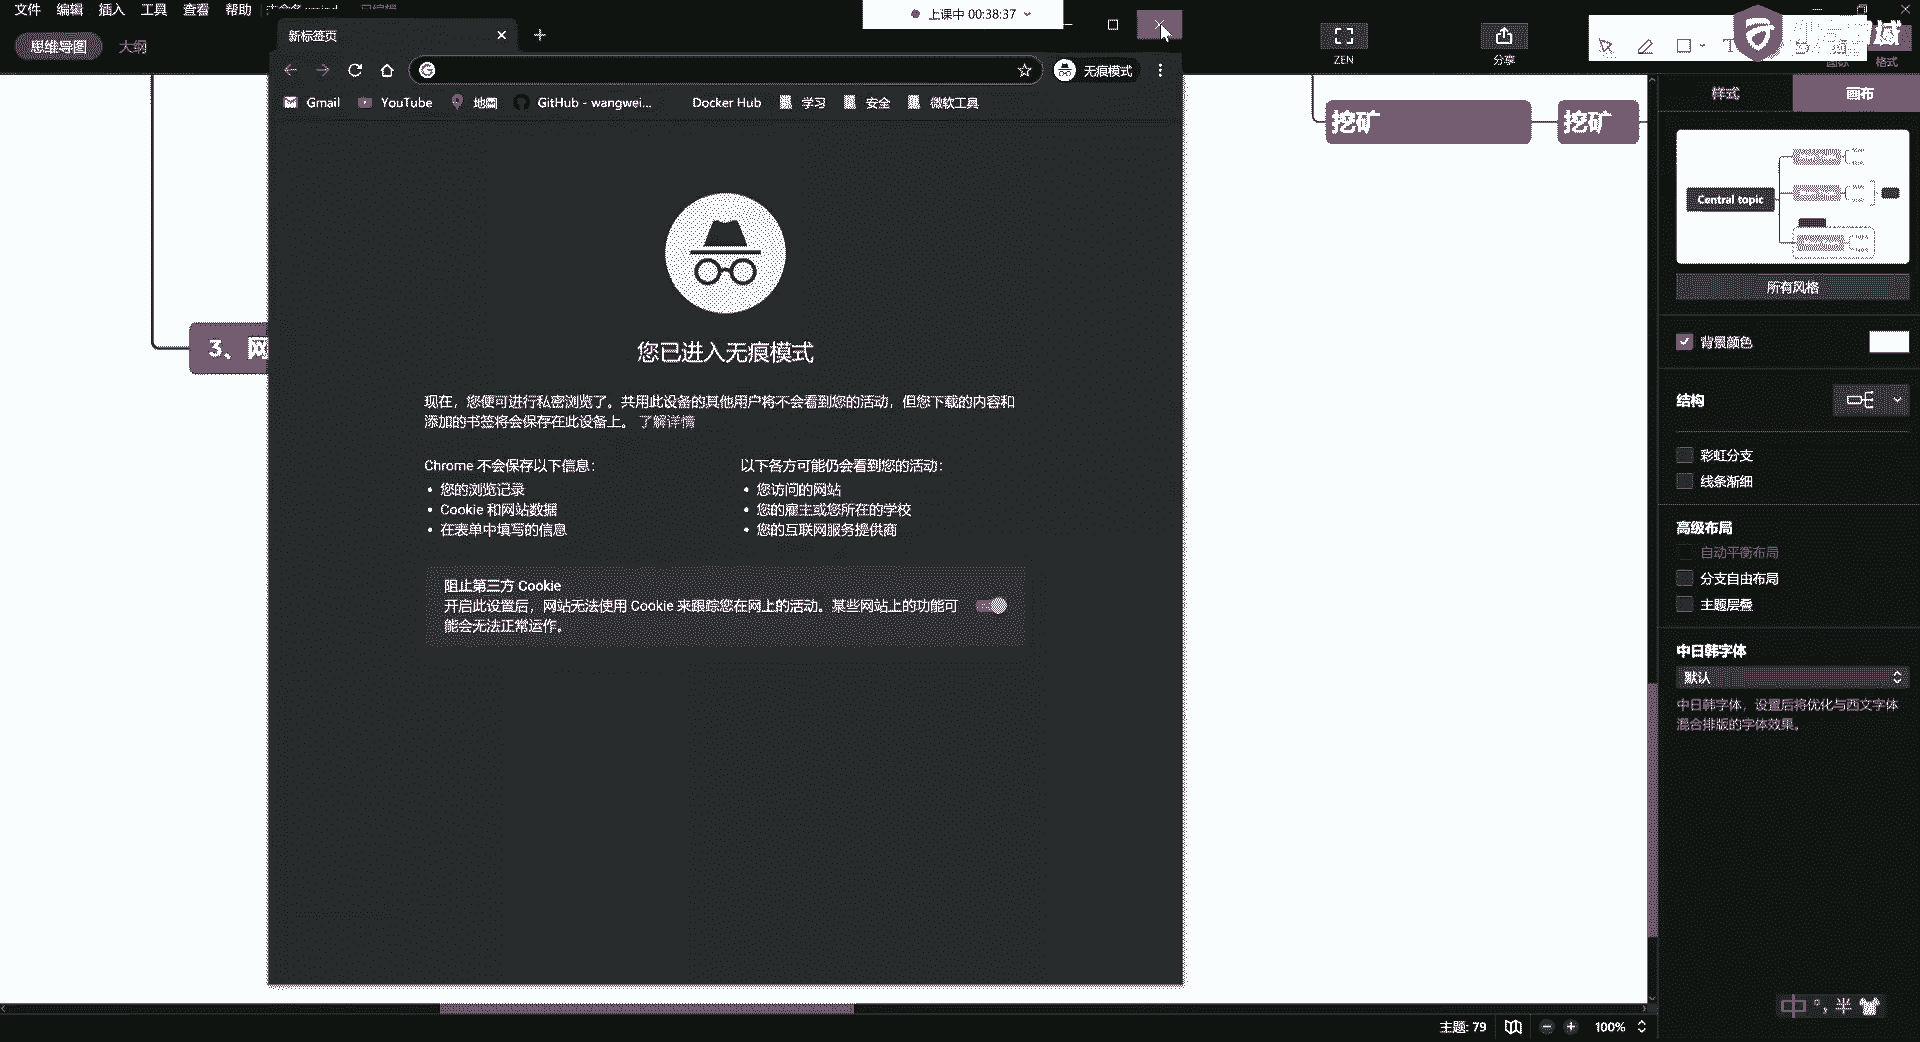 文件 编辑 插入 工具 查看 帮助
上课中 00:38:37
思维导图 大纲
新标签页
ZEN
分享
格式
无痕模式
Gmail YouTube 地图 GitHub - wangwei... Docker Hub 学习 安全 微软工具
样式 画布
挖矿 挖矿
Central topic
所有风格
3、网
您已进入无痕模式
背景颜色
现在，您便可进行私密浏览了。共用此设备的其他用户将不会看到您的活动，但您下载的内容和
添加的书签将会保存在此设备上。 了解详情
结构
Chrome 不会保存以下信息：
您的浏览记录
Cookie 和网站数据
在表单中填写的信息
以下各方可能仍会看到您的活动：
您访问的网站
您的雇主或您所在的学校
您的互联网服务提供商
彩虹分支
线条渐细
高级布局
自动平衡布局
分支自由布局
主题层叠
阻止第三方 Cookie
开启此设置后，网站无法使用 Cookie 来跟踪您在网上的活动。某些网站上的功能可
能会无法正常运作。
中日韩字体
默认
中日韩字体，设置后将优化与西文字体
混合排版的字体效果。
中 °, 半
主题: 79 100%